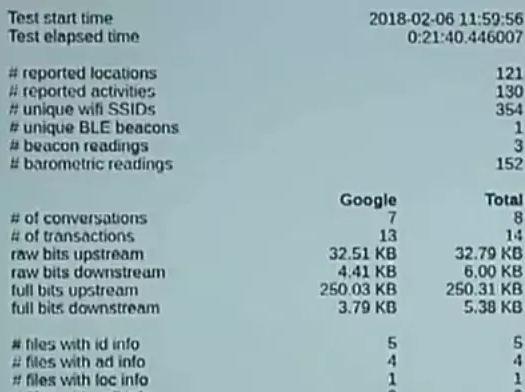 Test start time 2018-02-06 11:59:56
Test elapsed time 0:21:40.446007
# reported locations 121
# reported activities 130
# unique wifi SSIDs 354
# unique BLE beacons 1
# beacon readings 3
# barometric readings 152
Google Total
# of conversations 7 8
# of transactions 13 14
raw bits upstream 32.51 KB 32.79 KB
raw bits downstream 4.41 KB 6.00 KB
full bits upstream 250.03 KB 250.31 KB
full bits downstream 3.79 KB 5.38 KB
# files with id info 5 5
# files with ad info 4 4
# files with loc info 1 1